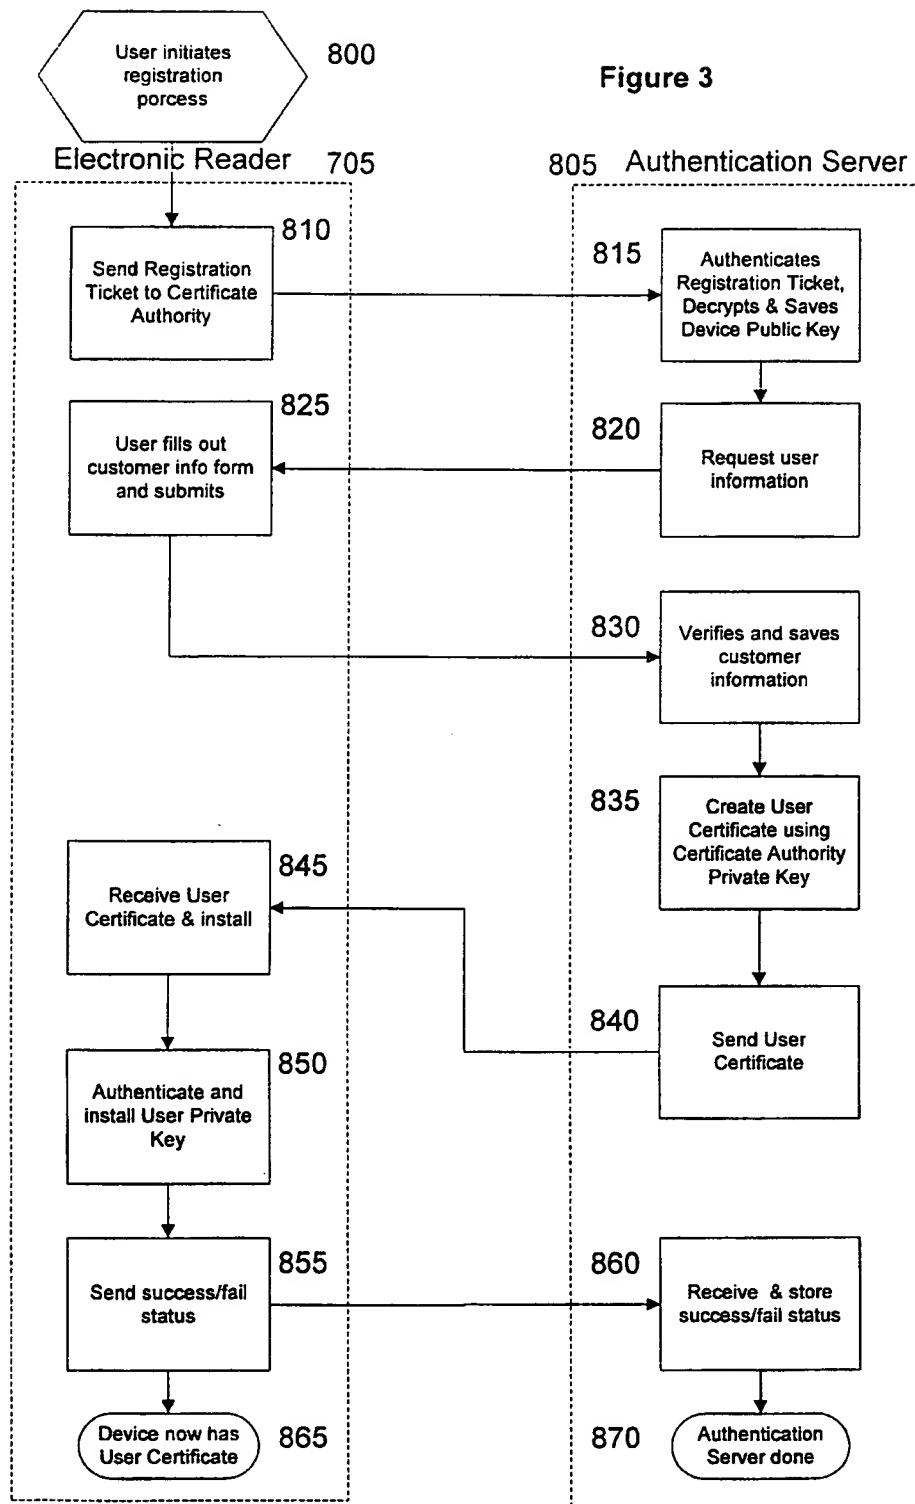 User initiates
registration
porcess
800
Figure 3
Electronic Reader
705
805
Authentication Server
810
Send Registration
Ticket to Certificate
Authority
815
Authenticates
Registration Ticket,
Decrypts & Saves
Device Public Key
825
User fills out
customer info form
and submits
820
Request user
information
830
Verifies and saves
customer
information
835
Create User
Certificate using
Certificate Authority
Private Key
845
Receive User
Certificate & install
840
Send User
Certificate
850
Authenticate and
install User Private
Key
855
Send success/fail
status
860
Receive & store
success/fail status
Device now has
User Certificate
865
870
Authentication
Server done